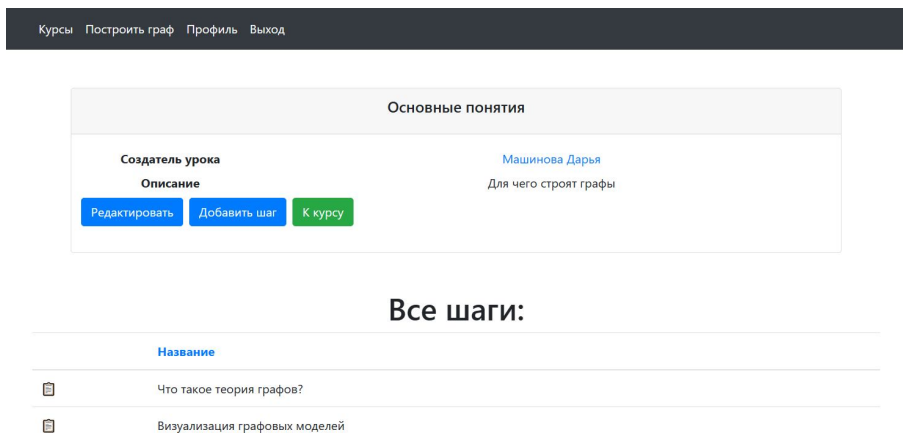 Курсы Построить граф Профиль Выход
Основные понятия
Создатель урока Машинова Дарья
Описание Для чего строят графы
Редактировать Добавить шаг К курсу
Все шаги:
Название
Что такое теория графов?
Визуализация графовых моделей